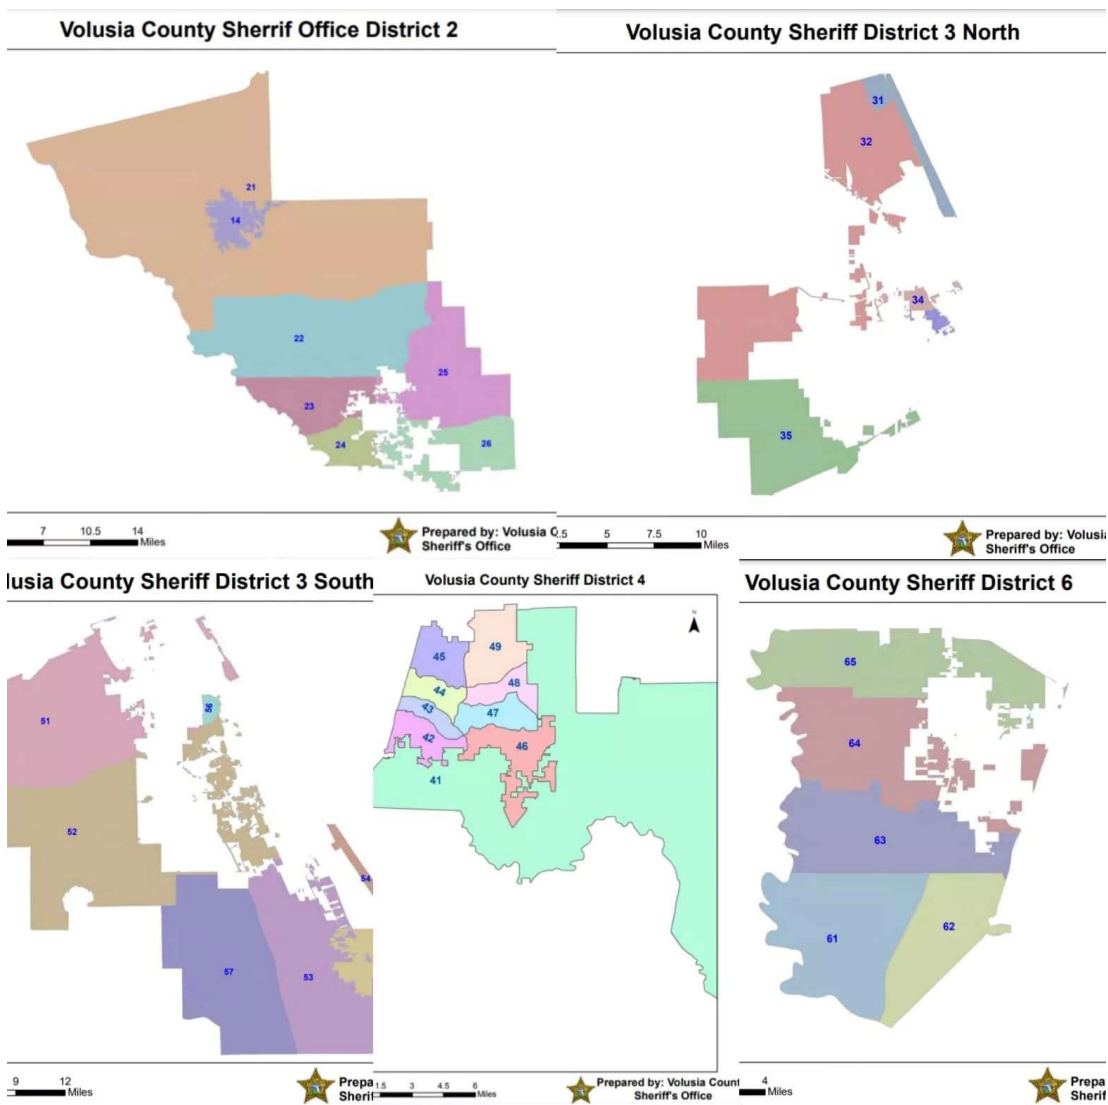 Volusia County Sherrif Office District 2
21
14
22
25
23
24
26
7 10.5 14
Miles
Prepared by: Volusia C
Sheriff's Office
Volusia County Sheriff District 3 North
31
32
34
35
2.5 5 7.5 10
Miles
Prepared by: Volusia
Sheriff's Office
lusia County Sheriff District 3 South
51
56
52
54
57
53
9 12
Miles
Prepa
Sherif
Volusia County Sheriff District 4
N
49
45
48
44
43
47
42
46
41
1.5 3 4.5 6
Miles
Prepared by: Volusia Count
Sheriff's Office
Volusia County Sheriff District 6
65
64
63
61
62
4
Miles
Prepa
Sherif